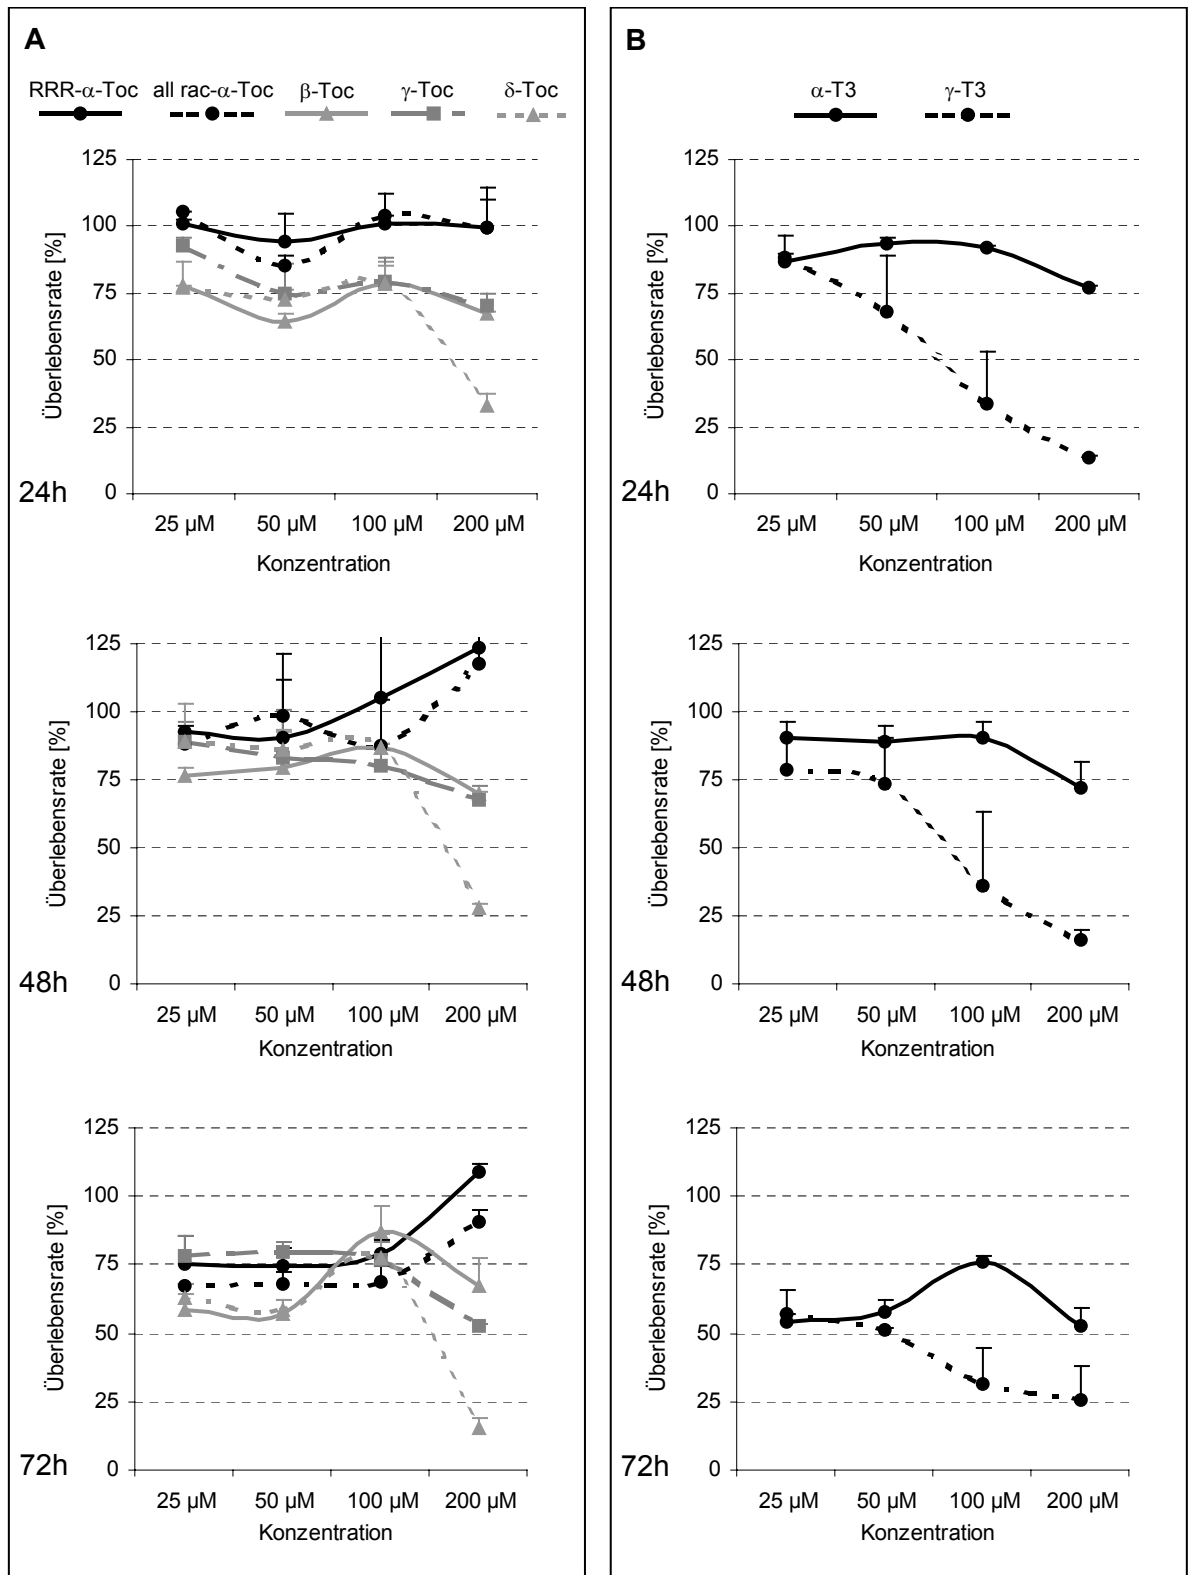 A
RRR-α-Toc all rac-α-Toc β-Toc γ-Toc δ-Toc
Überlebensrate [%]
125
100
75
50
25
0
24h
25 µM 50 µM 100 µM 200 µM
Konzentration
Überlebensrate [%]
125
100
75
50
25
0
48h
25 µM 50 µM 100 µM 200 µM
Konzentration
Überlebensrate [%]
125
100
75
50
25
0
72h
25 µM 50 µM 100 µM 200 µM
Konzentration
B
α-T3 γ-T3
Überlebensrate [%]
125
100
75
50
25
0
24h
25 µM 50 µM 100 µM 200 µM
Konzentration
Überlebensrate [%]
125
100
75
50
25
0
48h
25 µM 50 µM 100 µM 200 µM
Konzentration
Überlebensrate [%]
125
100
75
50
25
0
72h
25 µM 50 µM 100 µM 200 µM
Konzentration